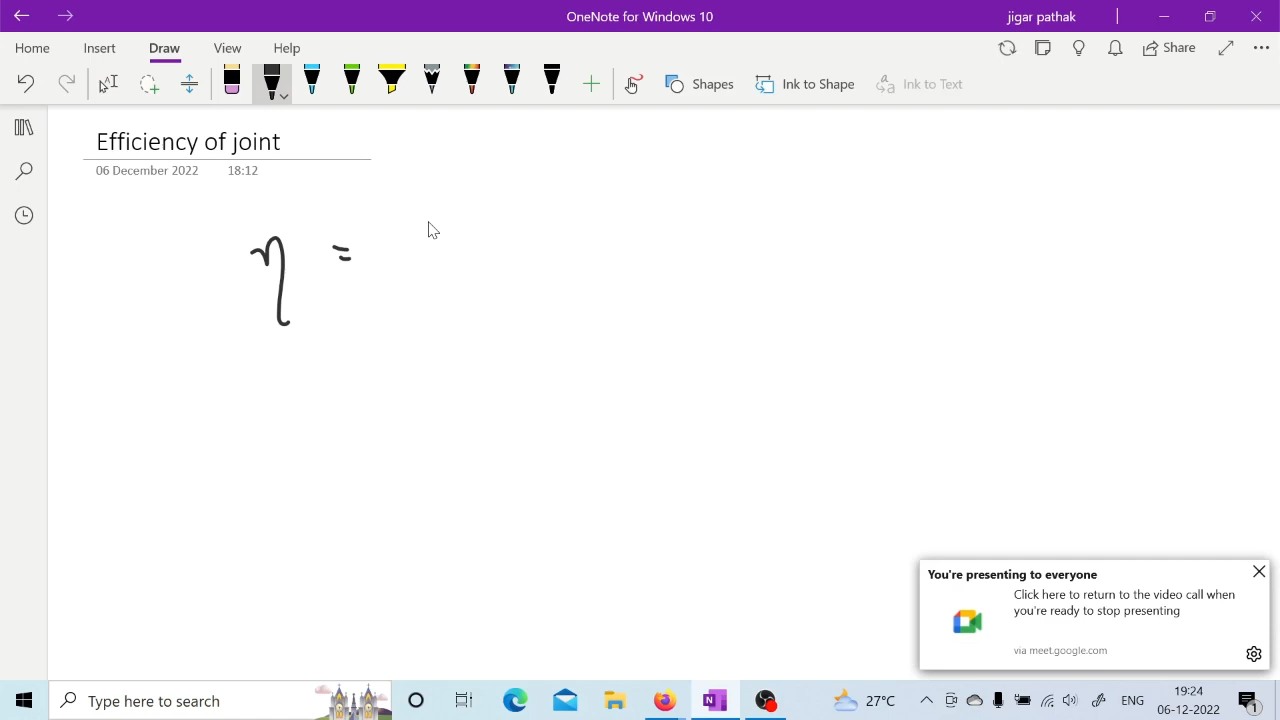 OneNote for Windows 10
jigar pathak
Home Insert Draw View Help
Share
Shapes Ink to Shape Ink to Text
Efficiency of joint
06 December 2022 18:12
η =
You're presenting to everyone
Click here to return to the video call when
you're ready to stop presenting
via meet.google.com
Type here to search
27°C
ENG
19:24
06-12-2022
1